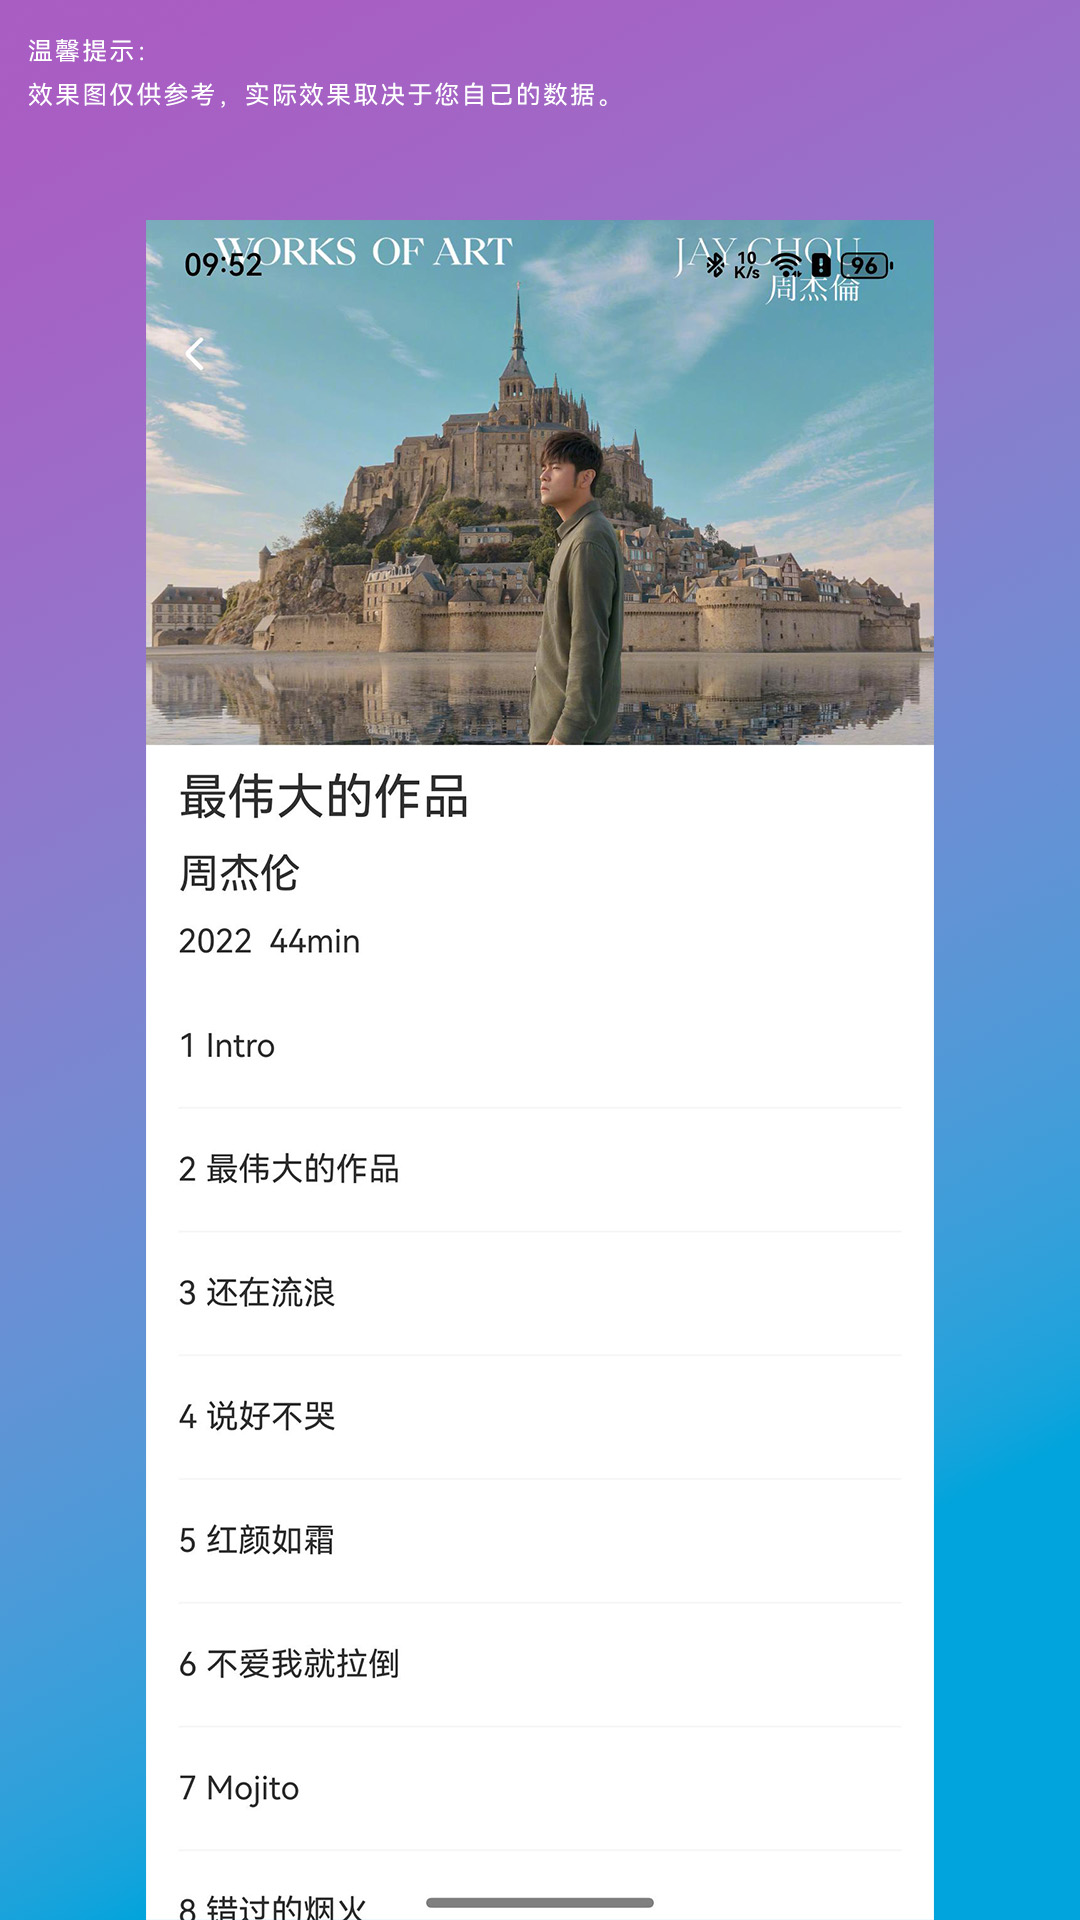 温馨提示：
效果图仅供参考，实际效果取决于您自己的数据。
WORKS OF ART
JAY CHOU
周杰倫
09:52
10
K/s
96
最伟大的作品
周杰伦
2022 44min
1 Intro
2 最伟大的作品
3 还在流浪
4 说好不哭
5 红颜如霜
6 不爱我就拉倒
7 Mojito
8 错过的烟火